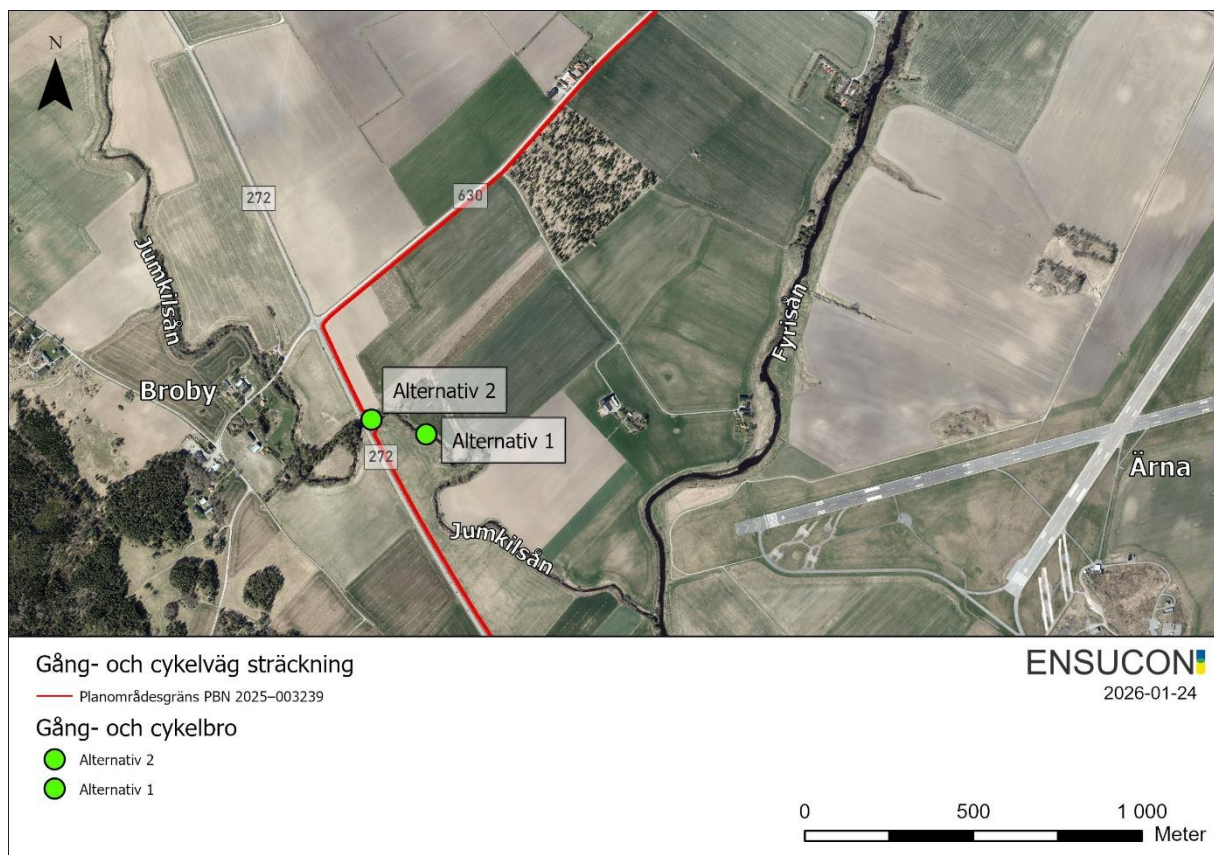 N
272
630
Jumkilsån
Fyrisån
Broby
Alternativ 2
Alternativ 1
272
Ärna
Jumkilsån
Gång- och cykelväg sträckning
Planområdesgräns PBN 2025–003239
Gång- och cykelbro
Alternativ 2
Alternativ 1
ENSUCON
2026-01-24
0 500 1 000
Meter